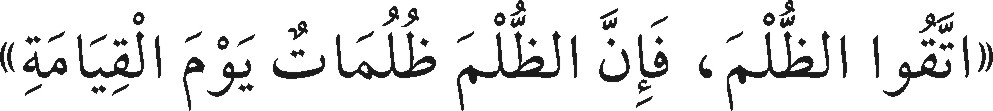 «اتَّقُوا الظُّلْمَ، فَإِنَّ الظُّلْمَ ظُلُمَاتٌ يَوْمَ الْقِيَامَةِ»